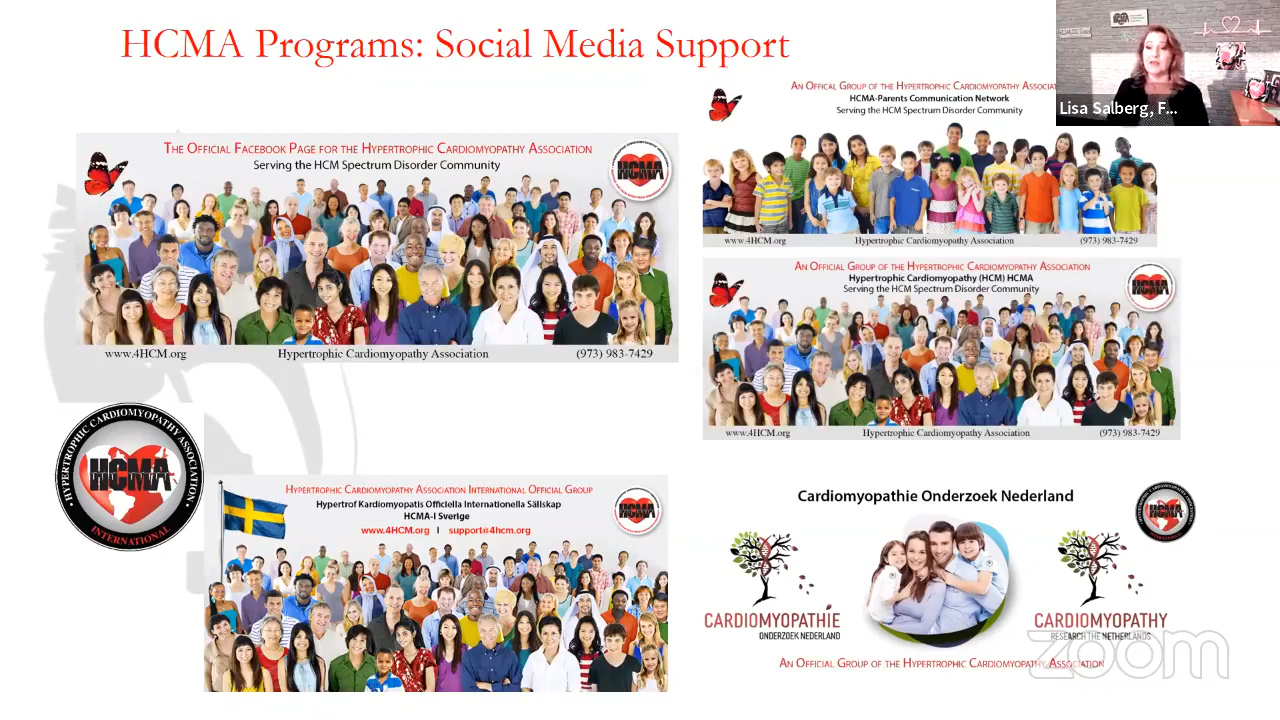 HCMA Programs: Social Media Support
Lisa Salberg, F...
THE OFFICIAL FACEBOOK PAGE FOR THE HYPERTROPHIC CARDIOMYOPATHY ASSOCIATION
Serving the HCM Spectrum Disorder Community
HCMA
www.4HCM.org
Hypertrophic Cardiomyopathy Association
(973) 983-7429
AN OFFICAL GROUP OF THE HYPERTROPHIC CARDIOMYOPATHY
HCMA-Parents Communication Network
Serving the HCM Spectrum Disorder Community
www.4HCM.org
Hypertrophic Cardiomyopathy Association
(973) 983-7429
AN OFFICIAL GROUP OF THE HYPERTROPHIC CARDIOMYOPATHY ASSOCIATION
Hypertrophic Cardiomyopathy (HCM) HCMA
Serving the HCM Spectrum Disorder Community
HCMA
www.4HCM.org
Hypertrophic Cardiomyopathy Association
(973) 983-7429
HYPERTROPHIC CARDIOMYOPATHY ASSOCIATION
HCMA
INTERNATIONAL
HYPERTROPHIC CARDIOMYOPATHY ASSOCIATION INTERNATIONAL OFFICIAL GROUP
Hypertrof Kardiomyopatis Officiella Internationella Sällskap
HCMA-I Sverige
www.4HCM.org I support@4hcm.org
HCMA
Cardiomyopathie Onderzoek Nederland
HCMA
CARDIOMYOPATHIE
ONDERZOEK NEDERLAND
CARDIOMYOPATHY
RESEARCH THE NETHERLANDS
AN OFFICIAL GROUP OF THE HYPERTROPHIC CARDIOMYOPATHY ASSOCIATION
zoom